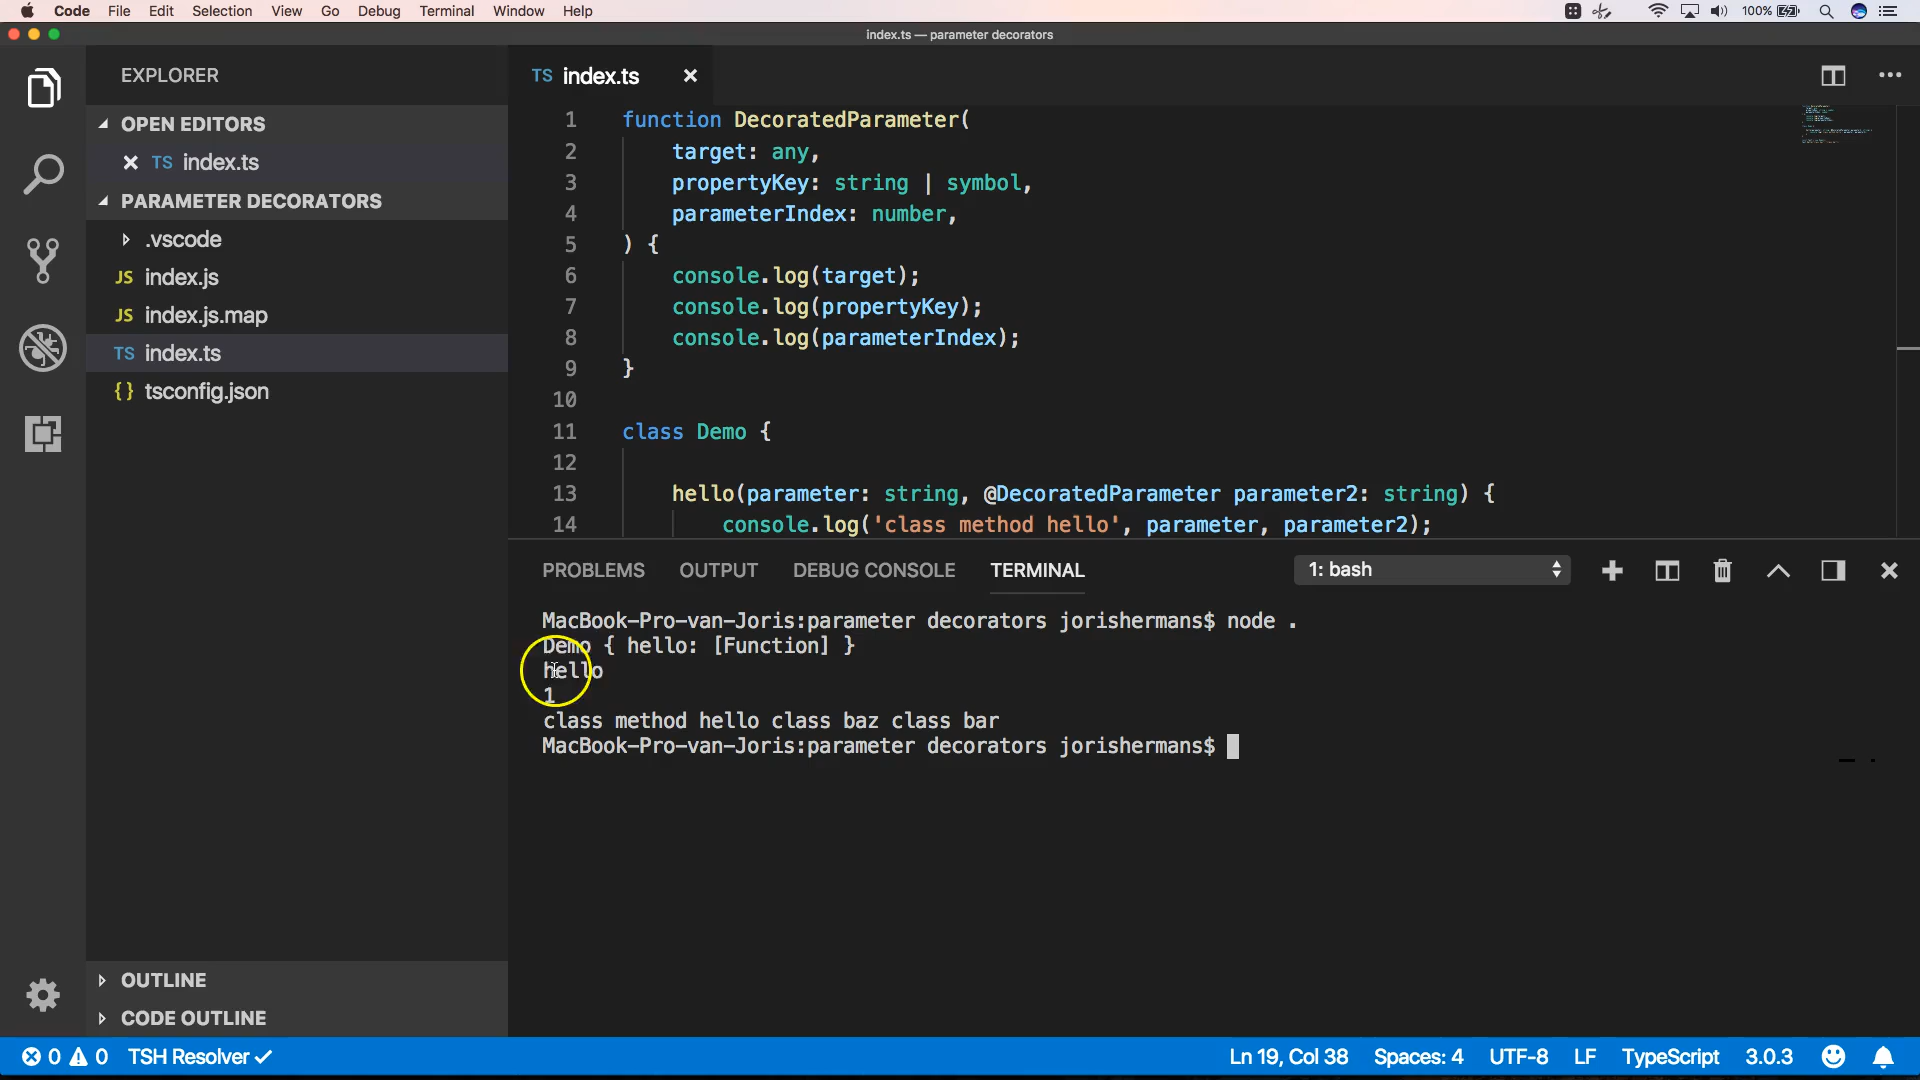 Code File Edit Selection View Go Debug Terminal Window Help 100%
index.ts — parameter decorators
EXPLORER
OPEN EDITORS
TS index.ts
PARAMETER DECORATORS
.vscode
JS index.js
JS index.js.map
TS index.ts
{} tsconfig.json
OUTLINE
CODE OUTLINE
TS index.ts
1 function DecoratedParameter(
2 target: any,
3 propertyKey: string | symbol,
4 parameterIndex: number,
5 ) {
6 console.log(target);
7 console.log(propertyKey);
8 console.log(parameterIndex);
9 }
10
11 class Demo {
12
13 hello(parameter: string, @DecoratedParameter parameter2: string) {
14 console.log('class method hello', parameter, parameter2);
PROBLEMS OUTPUT DEBUG CONSOLE TERMINAL 1: bash
MacBook-Pro-van-Joris:parameter decorators jorishermans$ node .
Demo { hello: [Function] }
hello
1
class method hello class baz class bar
MacBook-Pro-van-Joris:parameter decorators jorishermans$
0 0 TSH Resolver Ln 19, Col 38 Spaces: 4 UTF-8 LF TypeScript 3.0.3